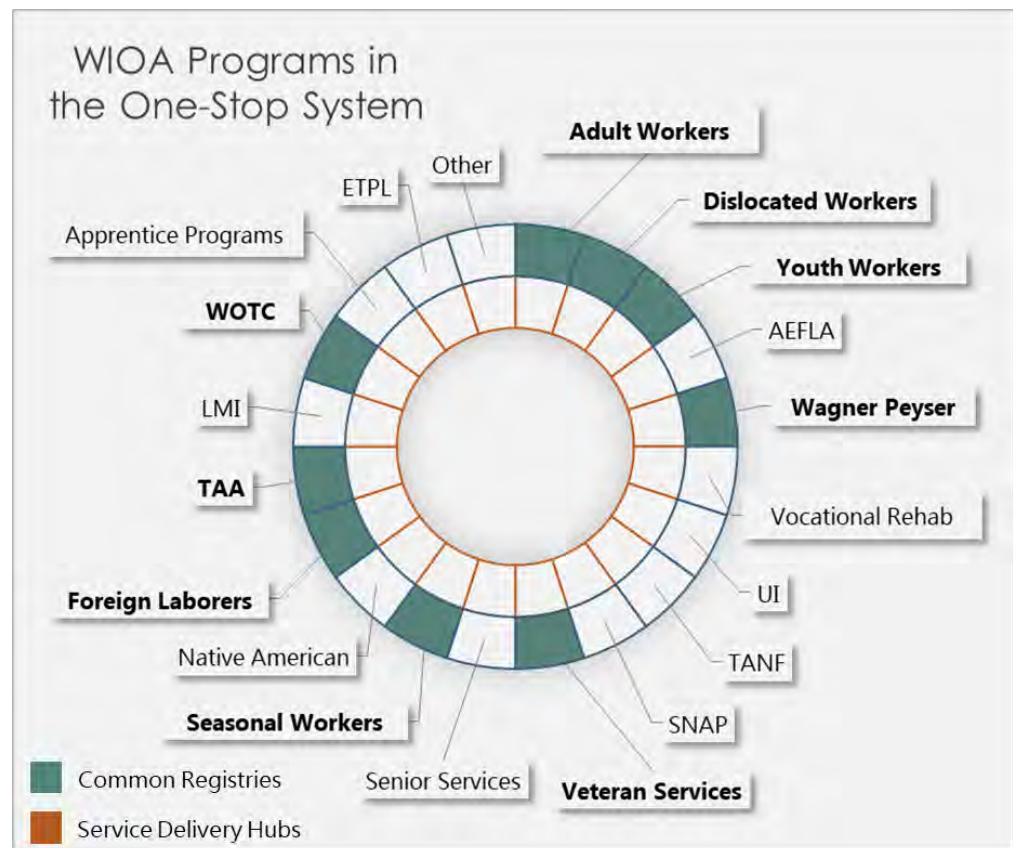 WIOA Programs in
the One-Stop System
Adult Workers
Other
ETPL
Dislocated Workers
Apprentice Programs
Youth Workers
WOTC
AEFLA
LMI
Wagner Peyser
TAA
Vocational Rehab
Foreign Laborers
UI
Native American
TANF
Seasonal Workers
SNAP
Senior Services
Veteran Services
Common Registries
Service Delivery Hubs